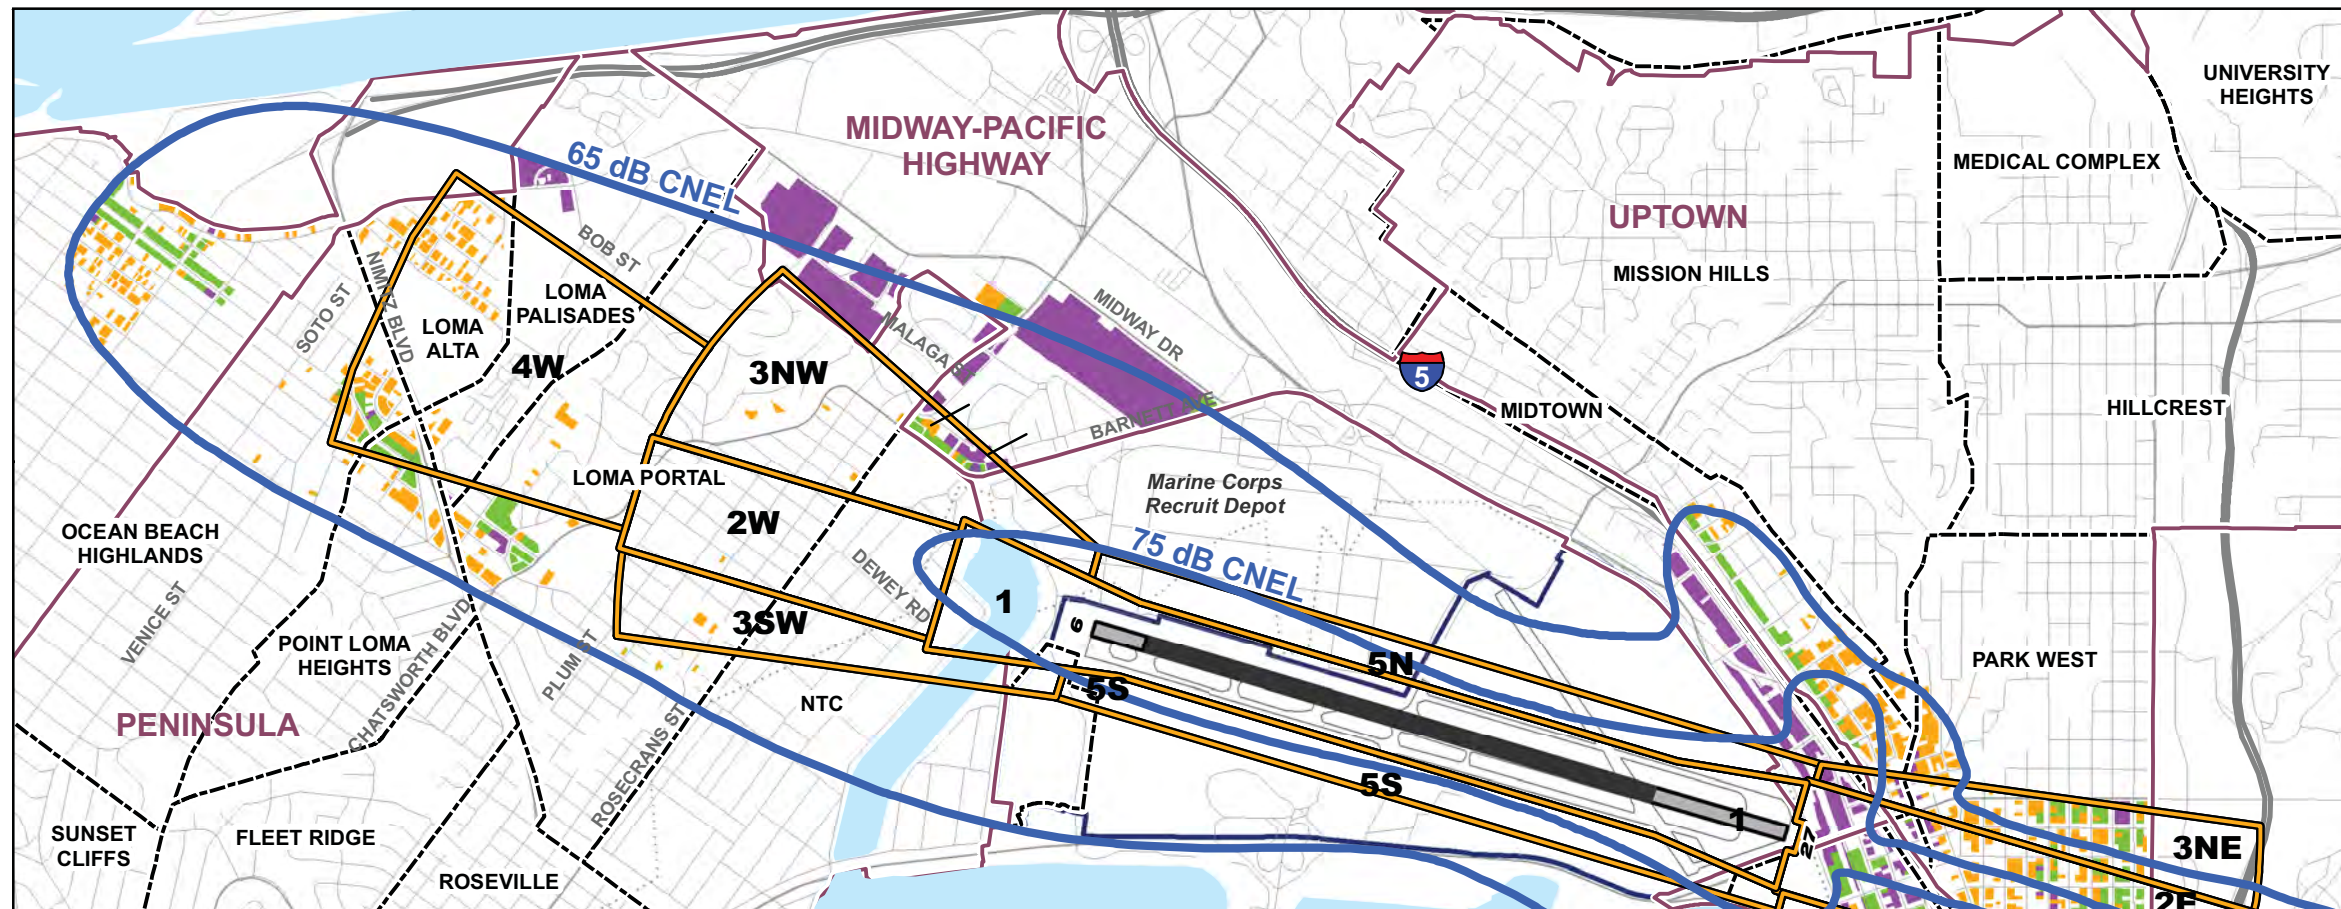 UNIVERSITY
HEIGHTS
MIDWAY-PACIFIC
HIGHWAY
65 dB CNEL
MEDICAL COMPLEX
UPTOWN
MISSION HILLS
BOB ST
NIMITZ BLVD
SOTO ST
LOMA
PALISADES
LOMA
ALTA
4W
3NW
MALAGA
MIDWAY DR
BARNETT AVE
5
MIDTOWN
HILLCREST
LOMA PORTAL
Marine Corps
Recruit Depot
2W
OCEAN BEACH
HIGHLANDS
75 dB CNEL
DEWEY RD
1
VENICE ST
3SW
9
POINT LOMA
HEIGHTS
CHATSWORTH BLVD
PLUM ST
5N
PARK WEST
5S
NTC
PENINSULA
ROSECRANS ST
5S
1
27
SUNSET
CLIFFS
FLEET RIDGE
3NE
ROSEVILLE
2E